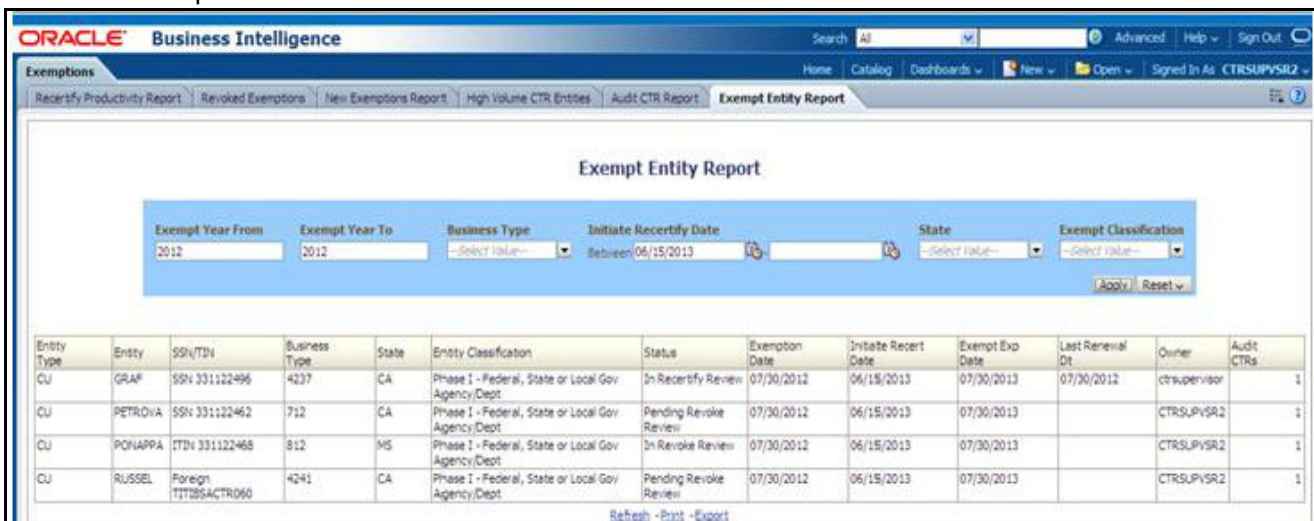 ORACLE Business Intelligence Search All Advanced Help Sign Out
Exemptions Home Catalog Dashboards New Open Signed In As CTRSUPVSR2
Recertify Productivity Report Revoked Exemptions New Exemptions Report High Volume CTR Entities Audit CTR Report Exempt Entity Report
Exempt Entity Report
Exempt Year From Exempt Year To Business Type Initiate Recertify Date State Exempt Classification
2012 2012 --Select Value-- Between 06/15/2013 - --Select Value-- --Select Value--
Apply Reset
Entity Type Entity SSN/TIN Business Type State Entity Classification Status Exemption Date Initiate Recert Date Exempt Exp Date Last Renewal Dt Owner Audit CTRs
CU GRAF SSN 331122496 4237 CA Phase I - Federal, State or Local Gov Agency/Dept In Recertify Review 07/30/2012 06/15/2013 07/30/2013 07/30/2012 ctrsupervisor 1
CU PETROVA SSN 331122462 712 CA Phase I - Federal, State or Local Gov Agency/Dept Pending Revoke Review 07/30/2012 06/15/2013 07/30/2013 CTRSUPVSR2 1
CU PONAPPA ITIN 331122468 812 MS Phase I - Federal, State or Local Gov Agency/Dept In Revoke Review 07/30/2012 06/15/2013 07/30/2013 CTRSUPVSR2 1
CU RUSSEL Foreign TITIBSACTR060 4241 CA Phase I - Federal, State or Local Gov Agency/Dept Pending Revoke Review 07/30/2012 06/15/2013 07/30/2013 CTRSUPVSR2 1
Refresh - Print - Export